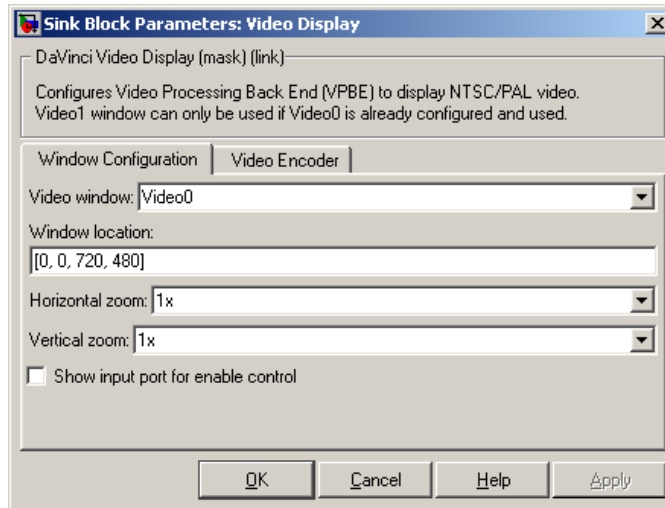 Sink Block Parameters: Video Display
DaVinci Video Display (mask) (link)
Configures Video Processing Back End (VPBE) to display NTSC/PAL video.
Video1 window can only be used if Video0 is already configured and used.
Window Configuration Video Encoder
Video window: Video0
Window location:
[0, 0, 720, 480]
Horizontal zoom: 1x
Vertical zoom: 1x
Show input port for enable control
OK Cancel Help Apply